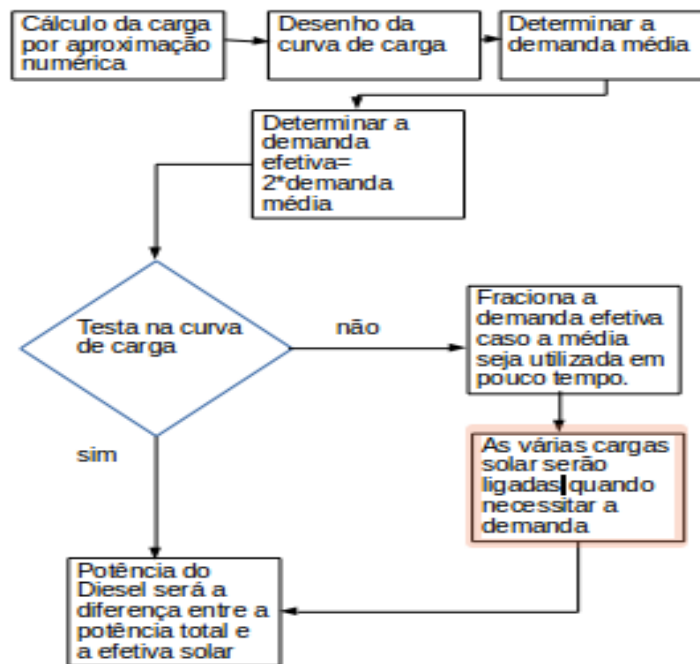 Cálculo da carga
por aproximação
numérica
Desenho da
curva de carga
Determinar a
demanda média
Determinar a
demanda
efetiva=
2*demanda
média
Testa na curva
de carga
não
Fraciona a
demanda efetiva
caso a média
seja utilizada em
pouco tempo.
sim
As várias cargas
solar serão
ligadas quando
necessitar a
demanda
Potência do
Diesel será a
diferença entre a
potência total e
a efetiva solar